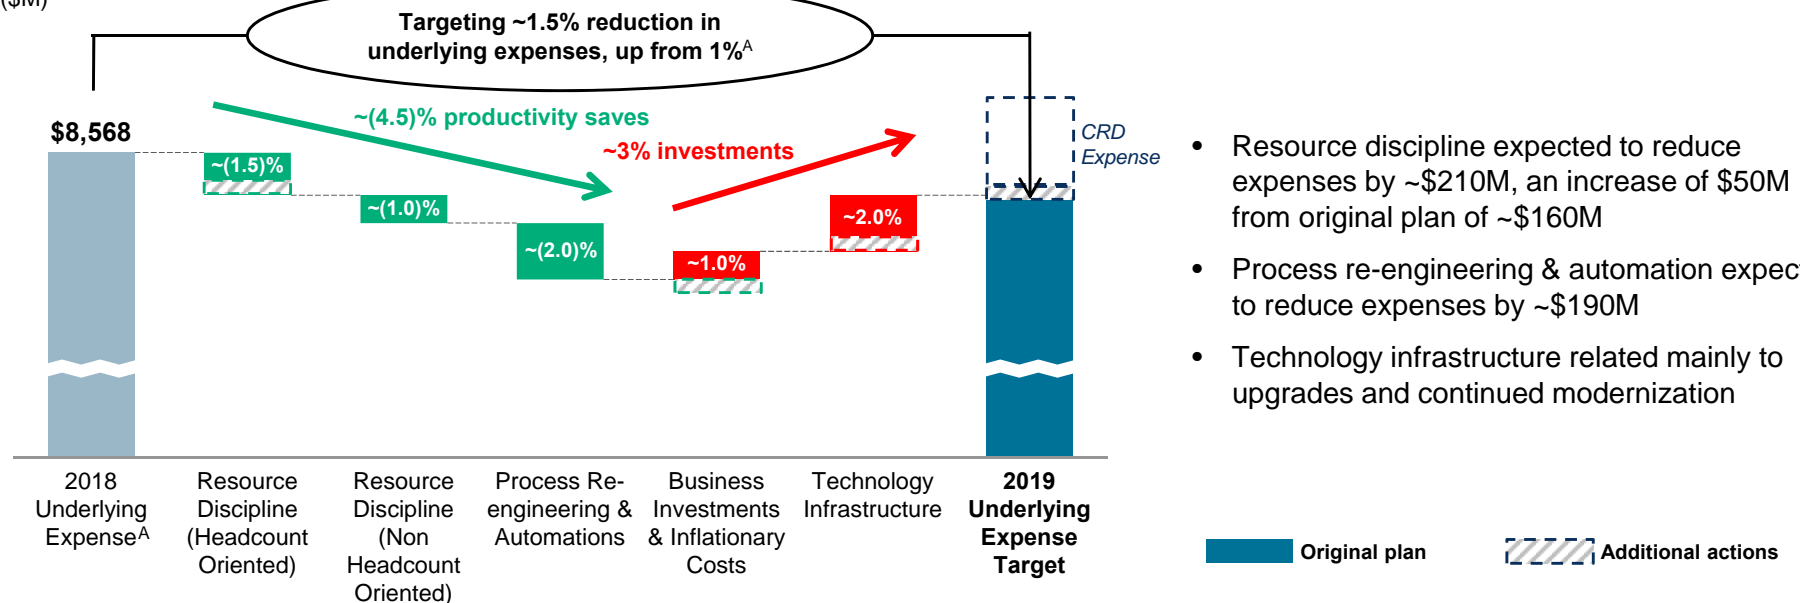 ($M)
Targeting ~1.5% reduction in
underlying expenses, up from 1%A
$8,568
~(4.5)% productivity saves
~3% investments
CRD
Expense
~(1.5)%
~(1.0)%
~(2.0)%
~1.0%
~2.0%
2018
Underlying
ExpenseA
Resource
Discipline
(Headcount
Oriented)
Resource
Discipline
(Non
Headcount
Oriented)
Process Re-
engineering &
Automations
Business
Investments
& Inflationary
Costs
Technology
Infrastructure
2019
Underlying
Expense
Target
• Resource discipline expected to reduce
expenses by ~$210M, an increase of $50M
from original plan of ~$160M
• Process re-engineering & automation expec
to reduce expenses by ~$190M
• Technology infrastructure related mainly to
upgrades and continued modernization
Original plan
Additional actions